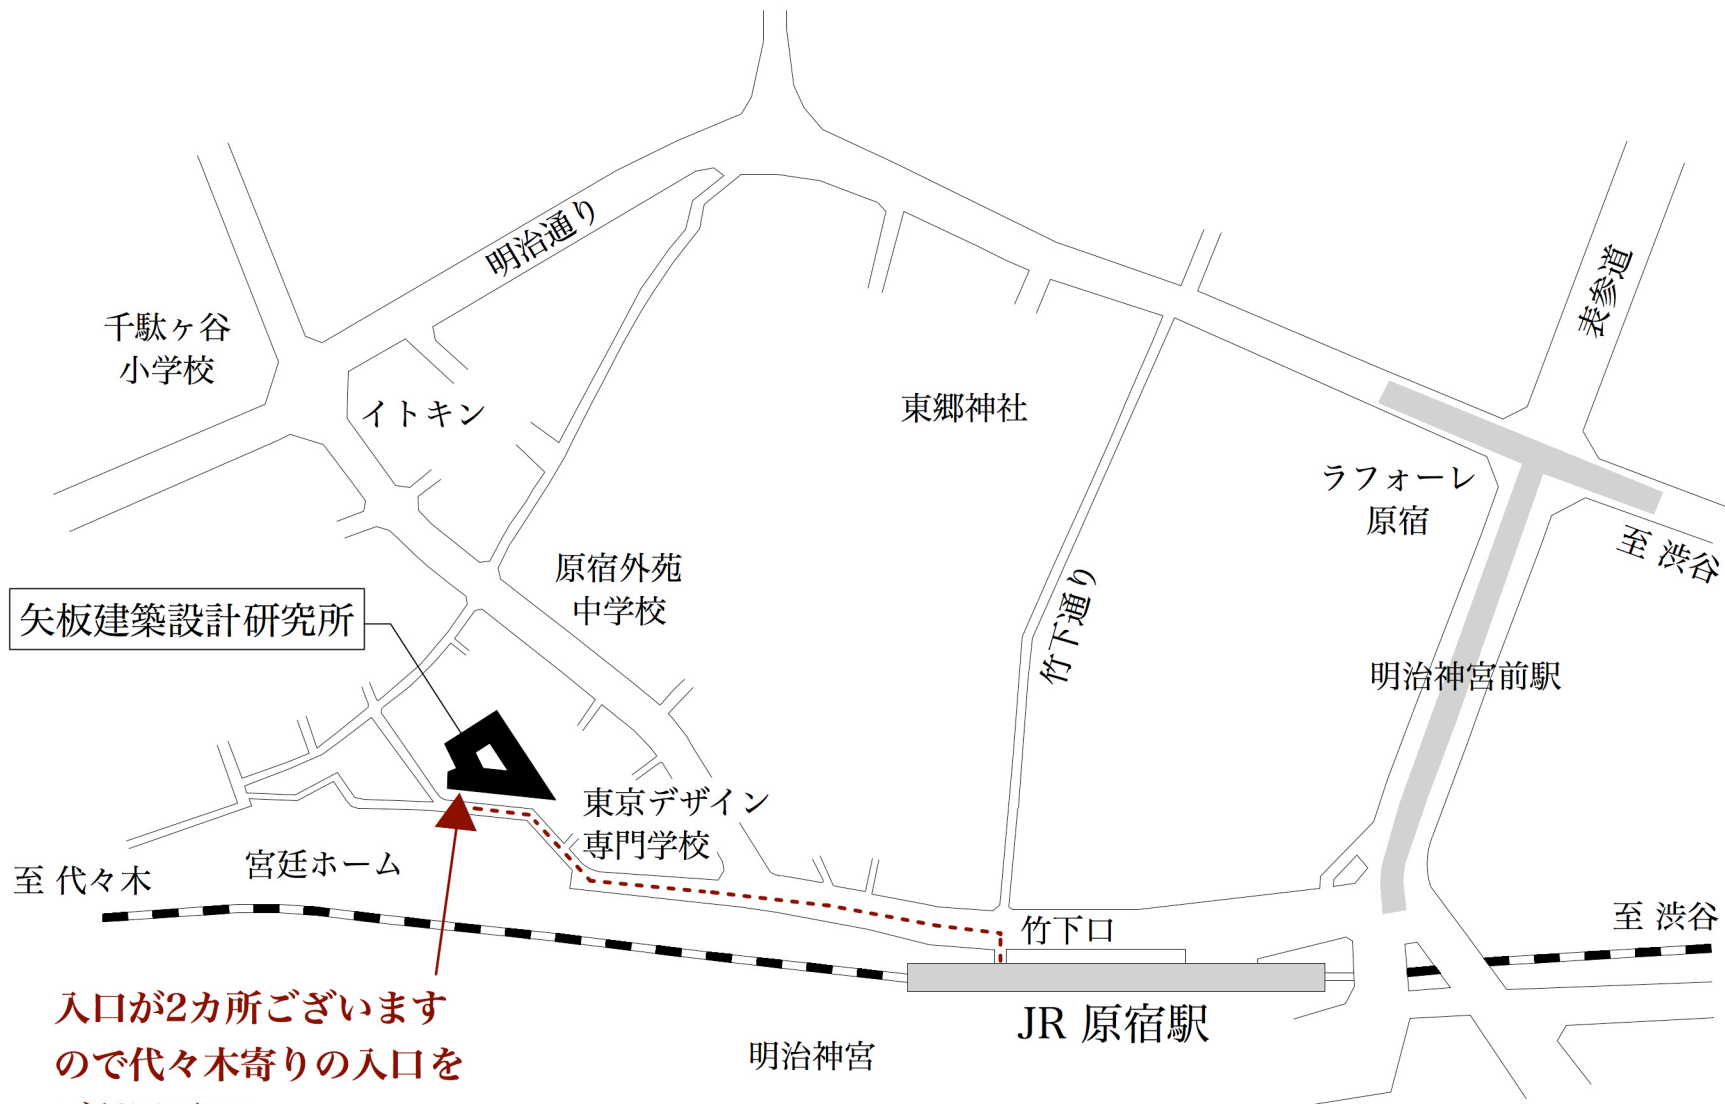 明治通り
表参道
千駄ヶ谷
小学校
イトキン
東郷神社
ラフォーレ
原宿
至 渋谷
原宿外苑
中学校
竹下通り
矢板建築設計研究所
明治神宮前駅
東京デザイン
専門学校
宮廷ホーム
至 代々木
竹下口
至 渋谷
JR 原宿駅
明治神宮
入口が2カ所ございます
ので代々木寄りの入口を